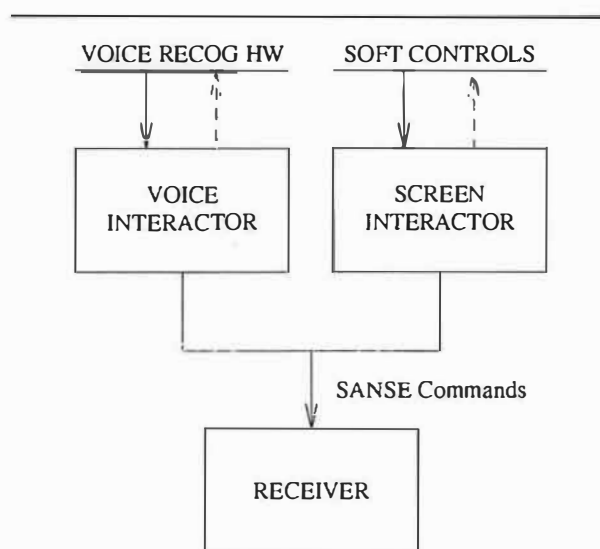 VOICE RECOG HW
SOFT CONTROLS
VOICE
INTERACTOR
SCREEN
INTERACTOR
SANSE Commands
RECEIVER